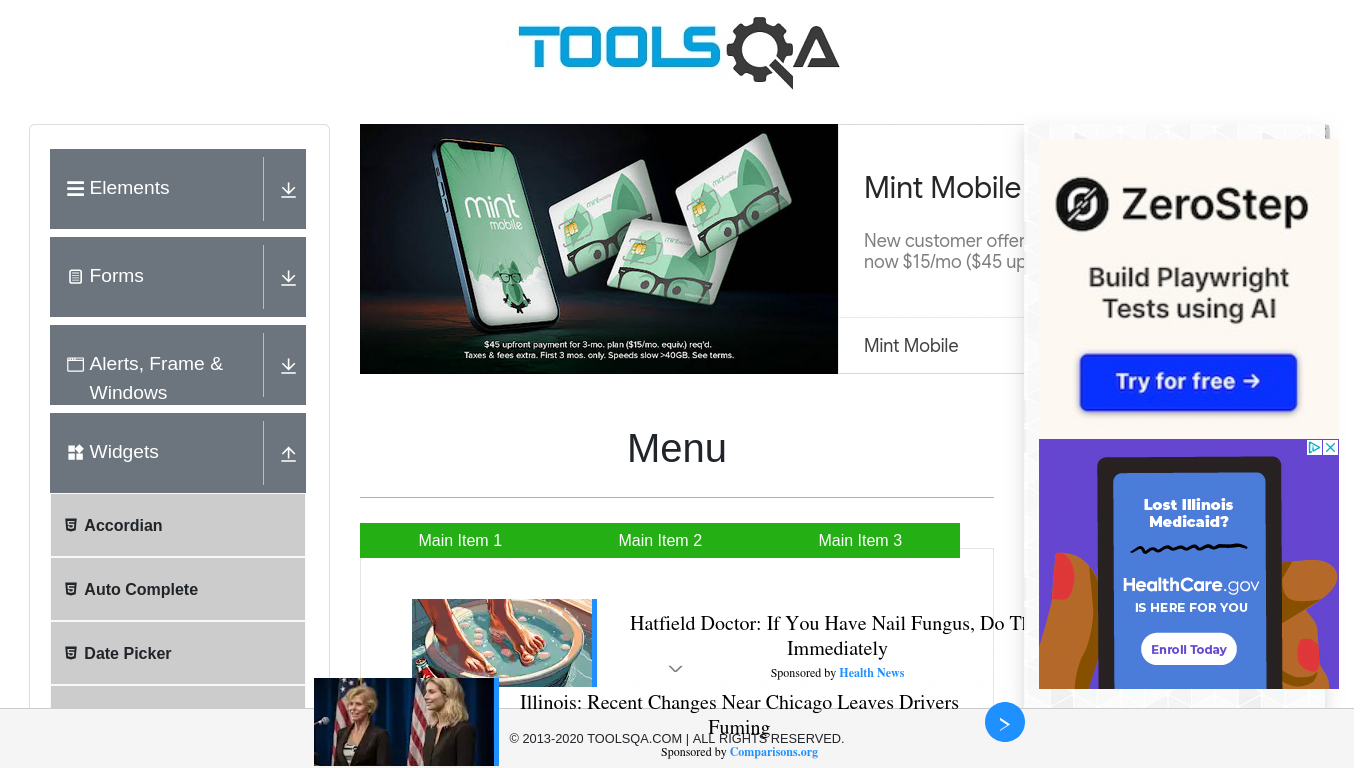 TOOLSQA
Elements
Forms
Alerts, Frame &
Windows
Widgets
Accordian
Auto Complete
Date Picker
mint
mobile
$45 upfront payment for 3-mo. plan ($15/mo. equiv.) req'd.
Taxes & fees extra. First 3 mos. only. Speeds slow >40GB. See terms.
Mint Mobile
New customer offer
now $15/mo ($45 up
Mint Mobile
ZeroStep
Build Playwright
Tests using AI
Try for free →
Lost Illinois
Medicaid?
HealthCare.gov
IS HERE FOR YOU
Enroll Today
Menu
Main Item 1
Main Item 2
Main Item 3
Hatfield Doctor: If You Have Nail Fungus, Do Th
Immediately
Sponsored by Health News
Illinois: Recent Changes Near Chicago Leaves Drivers
Fuming
Sponsored by Comparisons.org
© 2013-2020 TOOLSQA.COM | ALL RIGHTS RESERVED.